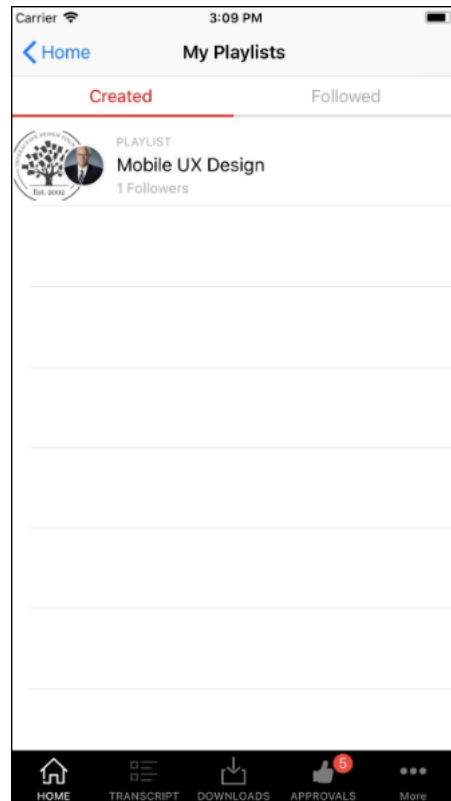 Carrier 3:09 PM
Home My Playlists
Created Followed
PLAYLIST
Mobile UX Design
1 Followers
Est. 2002
5
HOME TRANSCRIPT DOWNLOADS APPROVALS More